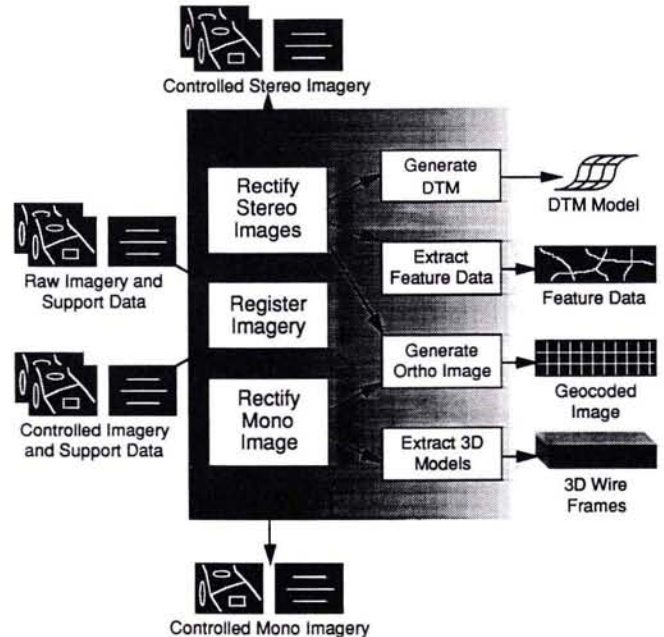 Controlled Stereo Imagery
Rectify
Stereo
Images
Generate
DTM
DTM Model
Raw Imagery and
Support Data
Extract
Feature Data
Feature Data
Register
Imagery
Generate
Ortho Image
Geocoded
Image
Controlled Imagery
and Support Data
Rectify
Mono
Image
Extract 3D
Models
3D Wire
Frames
Controlled Mono Imagery